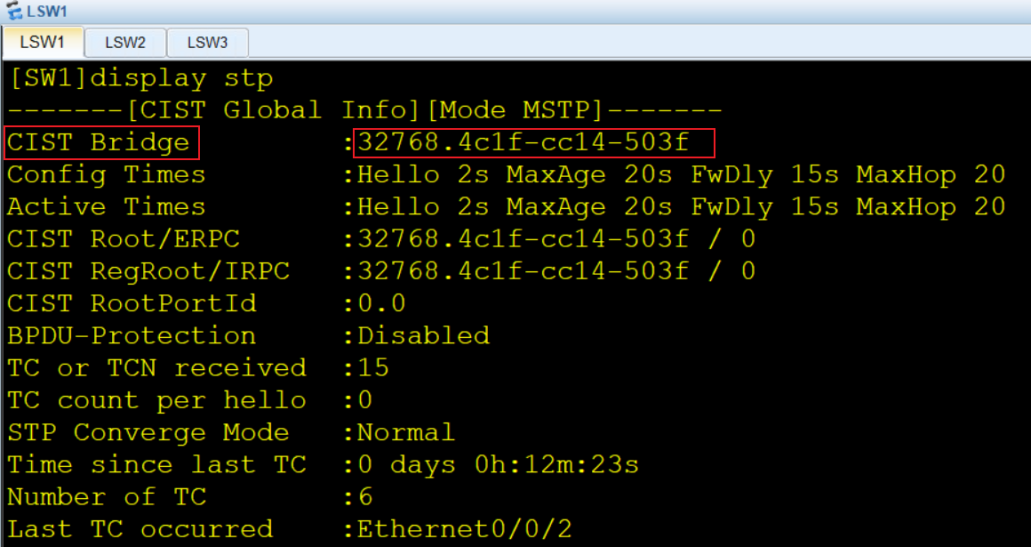 LSW1
LSW1 LSW2 LSW3
[SW1]display stp
-------[CIST Global Info][Mode MSTP]-------
CIST Bridge :32768.4c1f-cc14-503f
Config Times :Hello 2s MaxAge 20s FwDly 15s MaxHop 20
Active Times :Hello 2s MaxAge 20s FwDly 15s MaxHop 20
CIST Root/ERPC :32768.4c1f-cc14-503f / 0
CIST RegRoot/IRPC :32768.4c1f-cc14-503f / 0
CIST RootPortId :0.0
BPDU-Protection :Disabled
TC or TCN received :15
TC count per hello :0
STP Converge Mode :Normal
Time since last TC :0 days 0h:12m:23s
Number of TC :6
Last TC occurred :Ethernet0/0/2